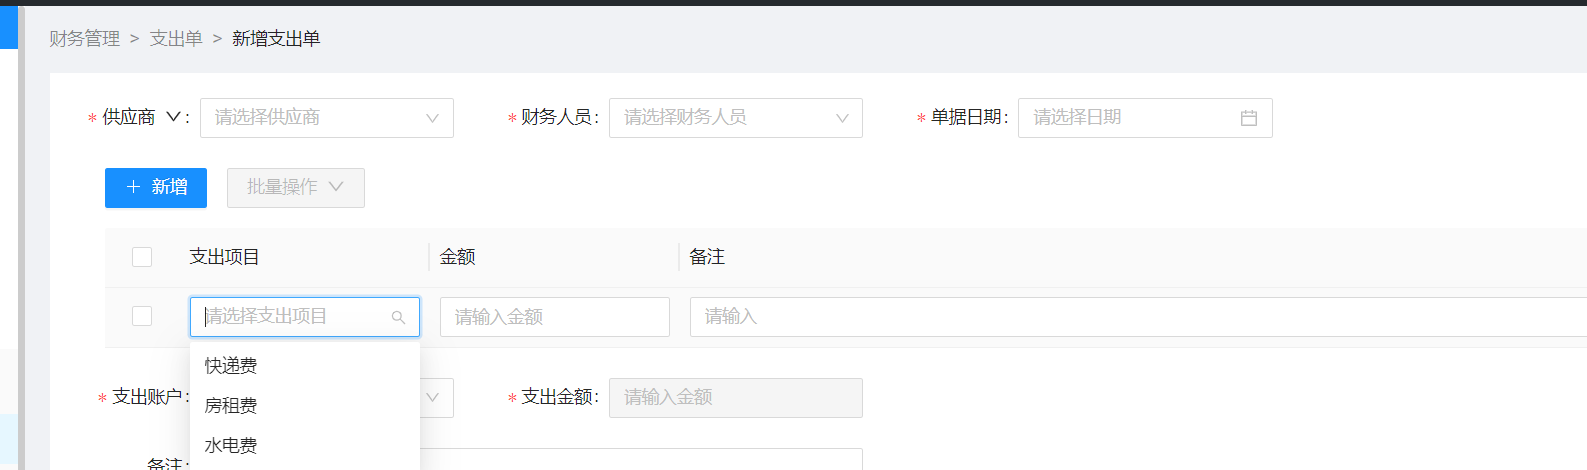 财务管理 > 支出单 > 新增支出单
* 供应商 : 请选择供应商 * 财务人员: 请选择财务人员 * 单据日期: 请选择日期
+ 新增 批量操作
支出项目 金额 备注
请选择支出项目 请输入金额 请输入
快递费
* 支出账户: * 支出金额: 请输入金额
房租费
水电费
备注: